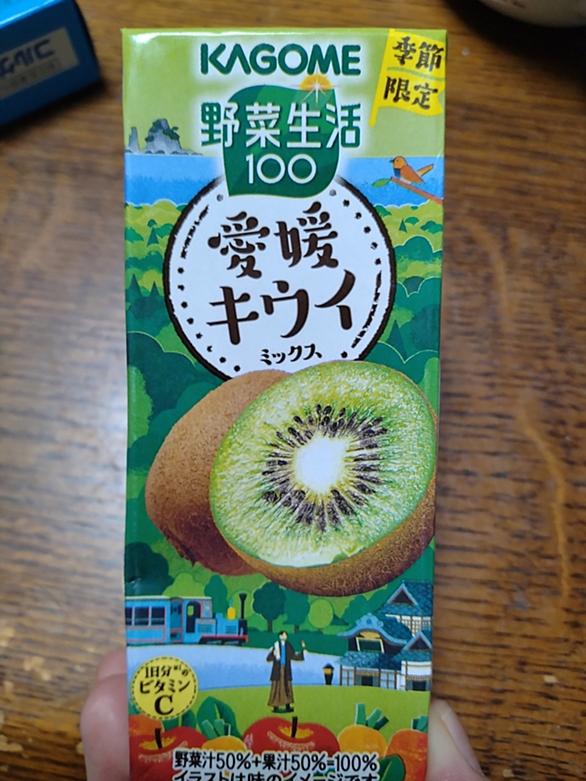 KAGOME
季節
限定
野菜生活
100
愛媛
キウイ
ミックス
1日分※の
ビタミン
C
野菜汁50%+果汁50%=100%
イラストは味のイメージです